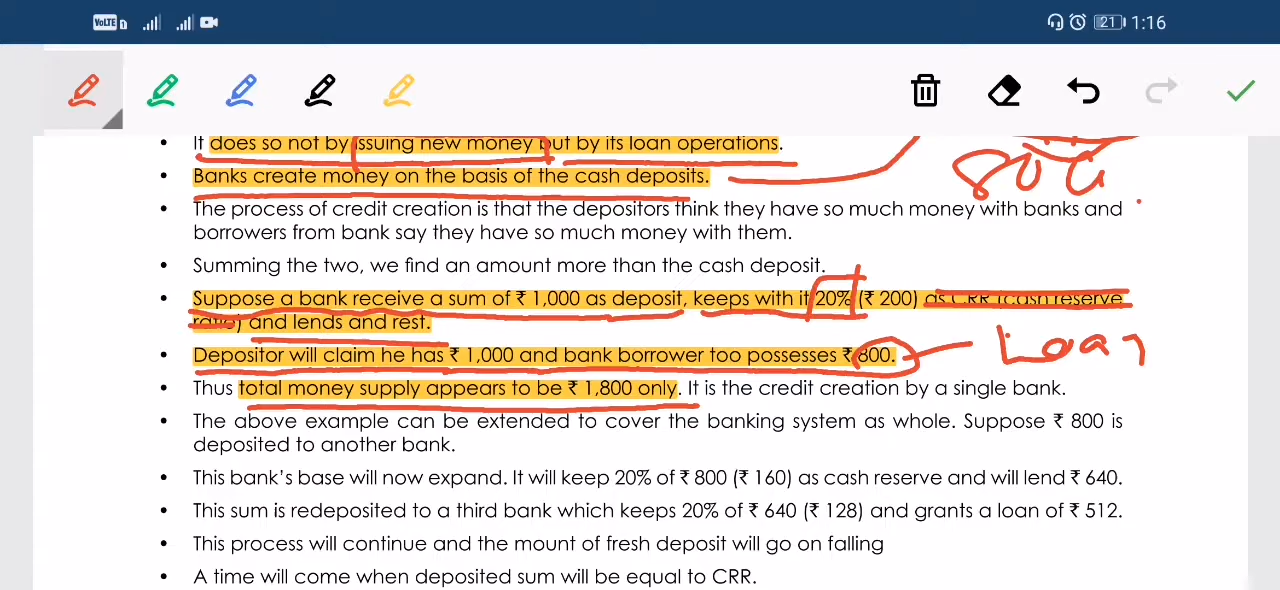 VoLTE 1 21 1:16
• It does so not by issuing new money but by its loan operations.
• Banks create money on the basis of the cash deposits.
• The process of credit creation is that the depositors think they have so much money with banks and
borrowers from bank say they have so much money with them.
• Summing the two, we find an amount more than the cash deposit.
• Suppose a bank receive a sum of ₹ 1,000 as deposit, keeps with it 20% (₹ 200) as CRR (cash reserve
ratio) and lends and rest.
• Depositor will claim he has ₹ 1,000 and bank borrower too possesses ₹ 800.
Loan
• Thus total money supply appears to be ₹ 1,800 only. It is the credit creation by a single bank.
• The above example can be extended to cover the banking system as whole. Suppose ₹ 800 is
deposited to another bank.
• This bank's base will now expand. It will keep 20% of ₹ 800 (₹ 160) as cash reserve and will lend ₹ 640.
• This sum is redeposited to a third bank which keeps 20% of ₹ 640 (₹ 128) and grants a loan of ₹ 512.
• This process will continue and the mount of fresh deposit will go on falling
• A time will come when deposited sum will be equal to CRR.